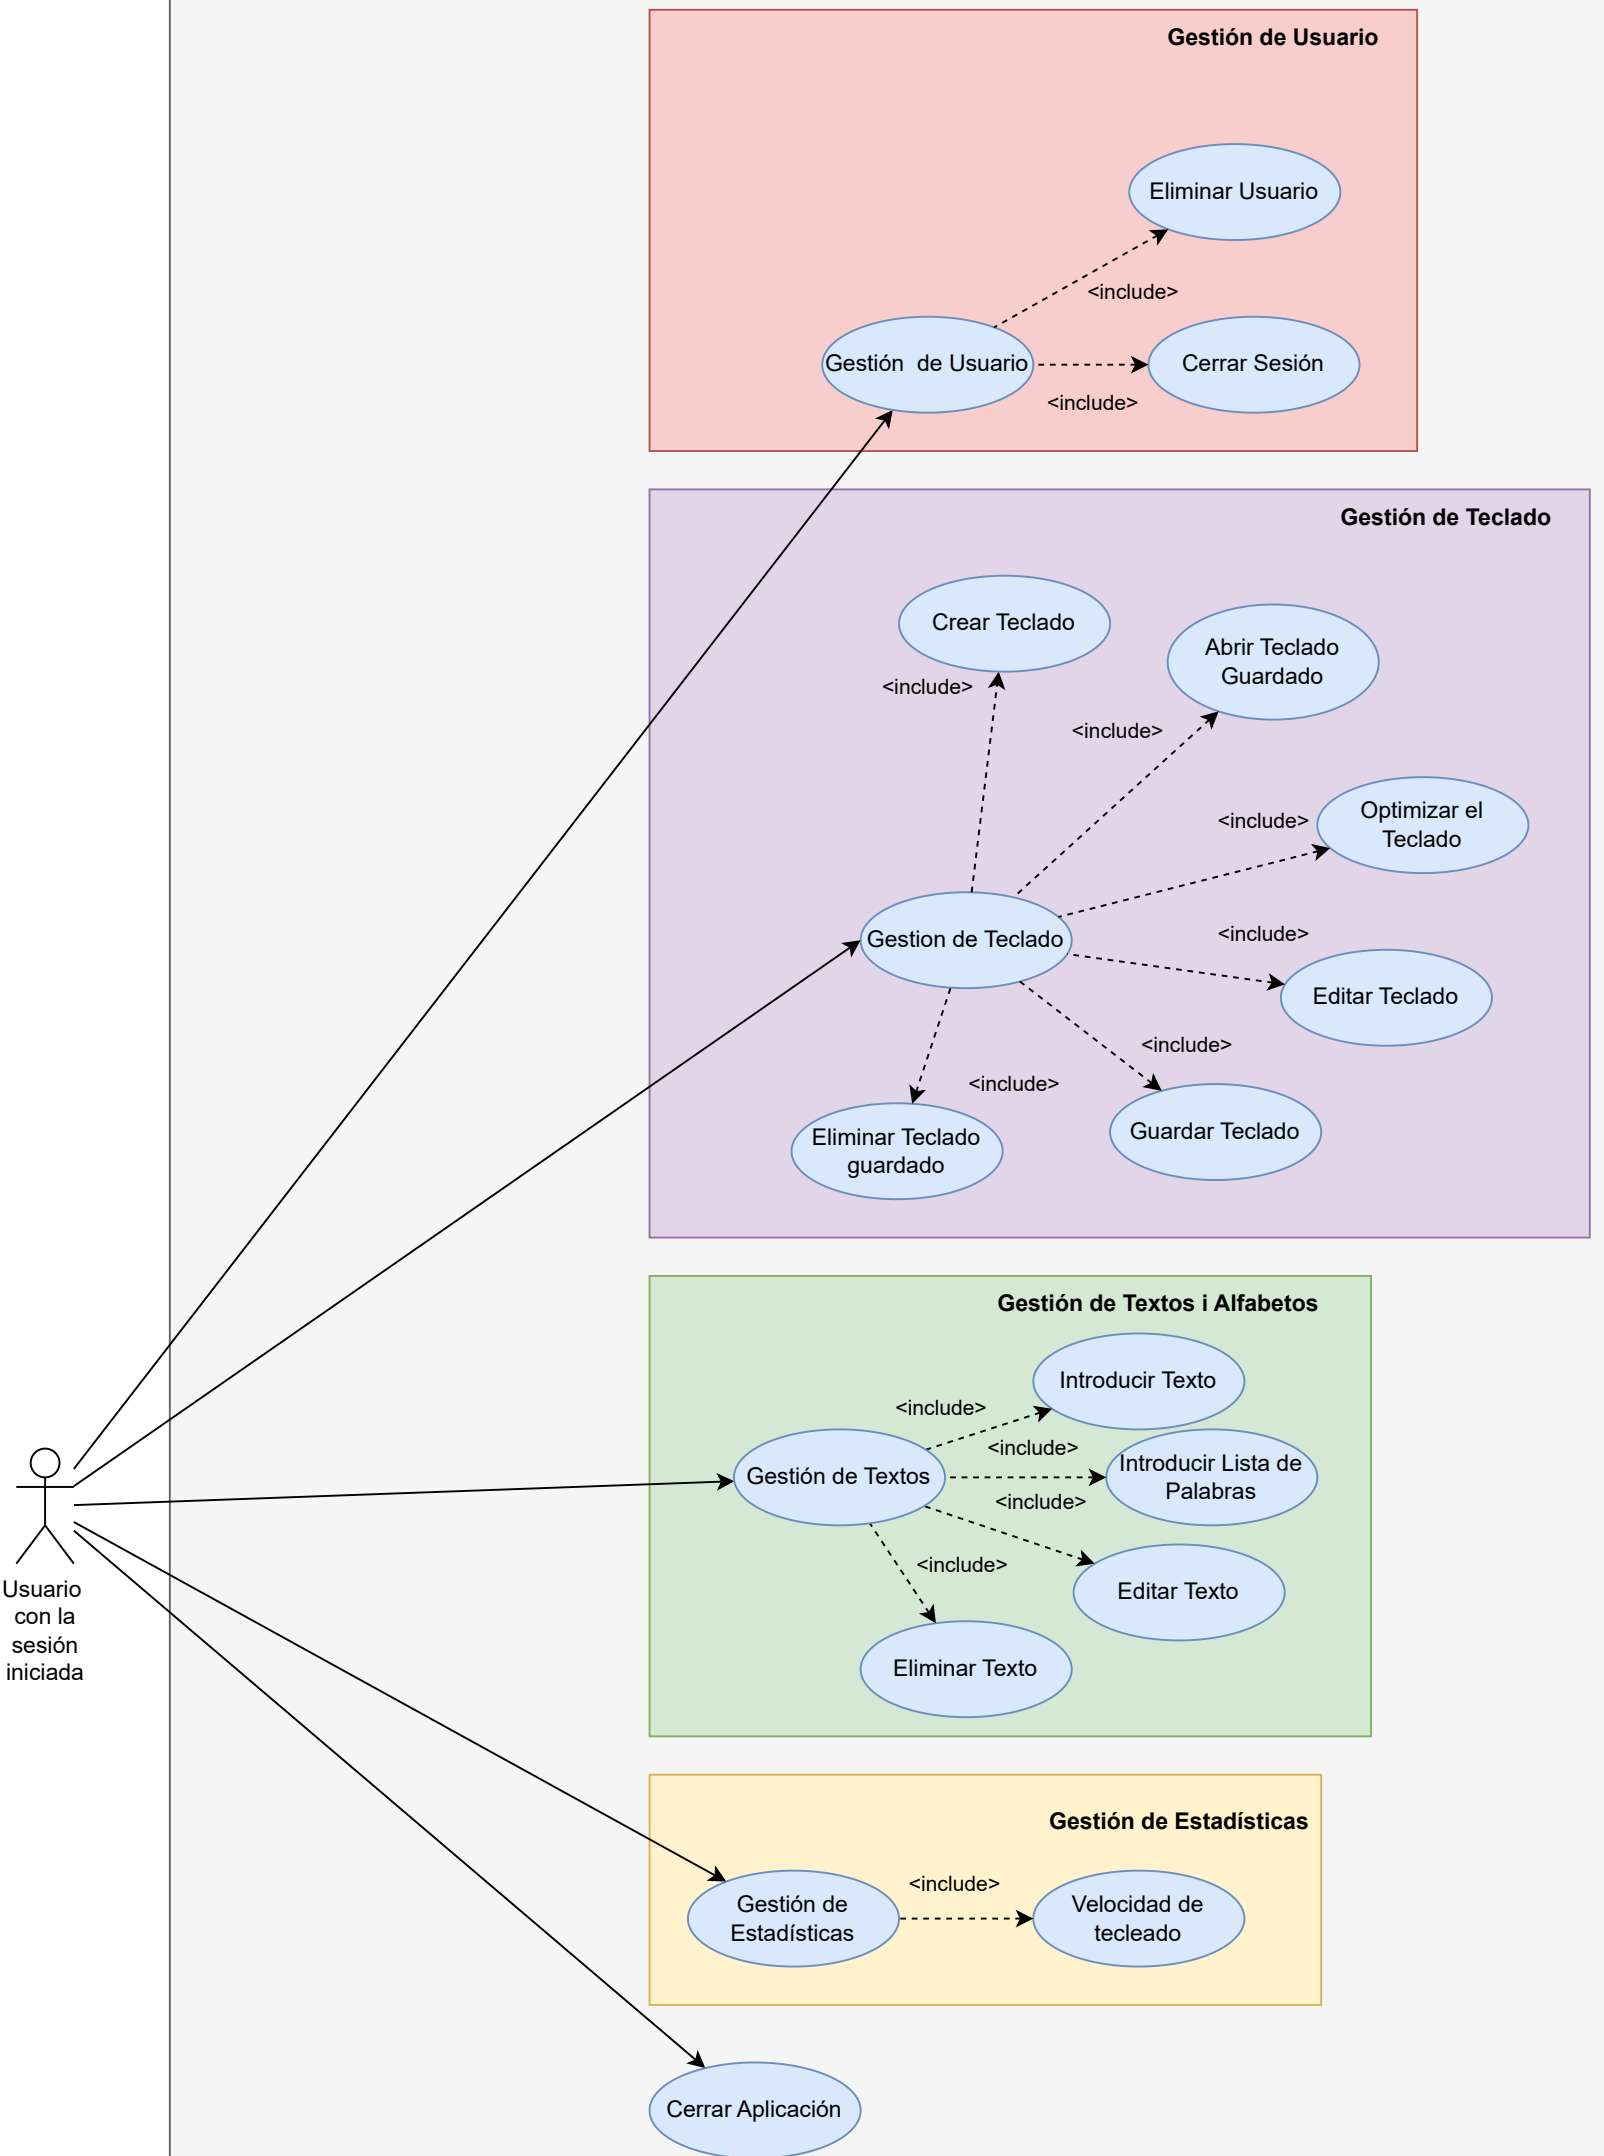 Gestión de Usuario
Eliminar Usuario
<include>
Gestión  de Usuario
Cerrar Sesión
<include>
Gestión de Teclado
Crear Teclado
Abrir Teclado
Guardado
<include>
<include>
Optimizar el
Teclado
<include>
Gestion de Teclado
<include>
Editar Teclado
<include>
<include>
Guardar Teclado
Eliminar Teclado
guardado
Gestión de Textos i Alfabetos
Introducir Texto
<include>
<include>
Gestión de Textos
Introducir Lista de
Palabras
<include>
<include>
Editar Texto
Eliminar Texto
Usuario
con la
sesión
iniciada
Gestión de Estadísticas
<include>
Gestión de
Estadísticas
Velocidad de
tecleado
Cerrar Aplicación